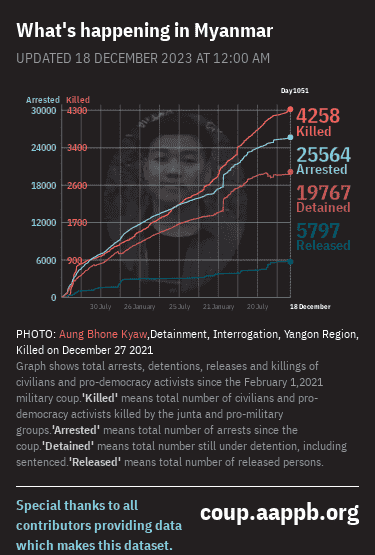 What's happening in Myanmar
UPDATED 18 DECEMBER 2023 AT 12:00 AM
Day1051
Arrested Killed
30000 4300
4258
Killed
24000 3400
25564
Arrested
18000 2600
19767
Detained
12000 1700
5797
Released
6000 900
0
30 July 26 January 25 July 21 January 20 July 18 December
PHOTO: Aung Bhone Kyaw,Detainment, Interrogation, Yangon Region,
Killed on December 27 2021
Graph shows total arrests, detentions, releases and killings of
civilians and pro-democracy activists since the February 1,2021
military coup.'Killed' means total number of civilians and pro-
democracy activists killed by the junta and pro-military
groups.'Arrested' means total number of arrests since the
coup.'Detained' means total number still under detention, including
sentenced.'Released' means total number of released persons.
Special thanks to all
contributors providing data
which makes this dataset.
coup.aappb.org